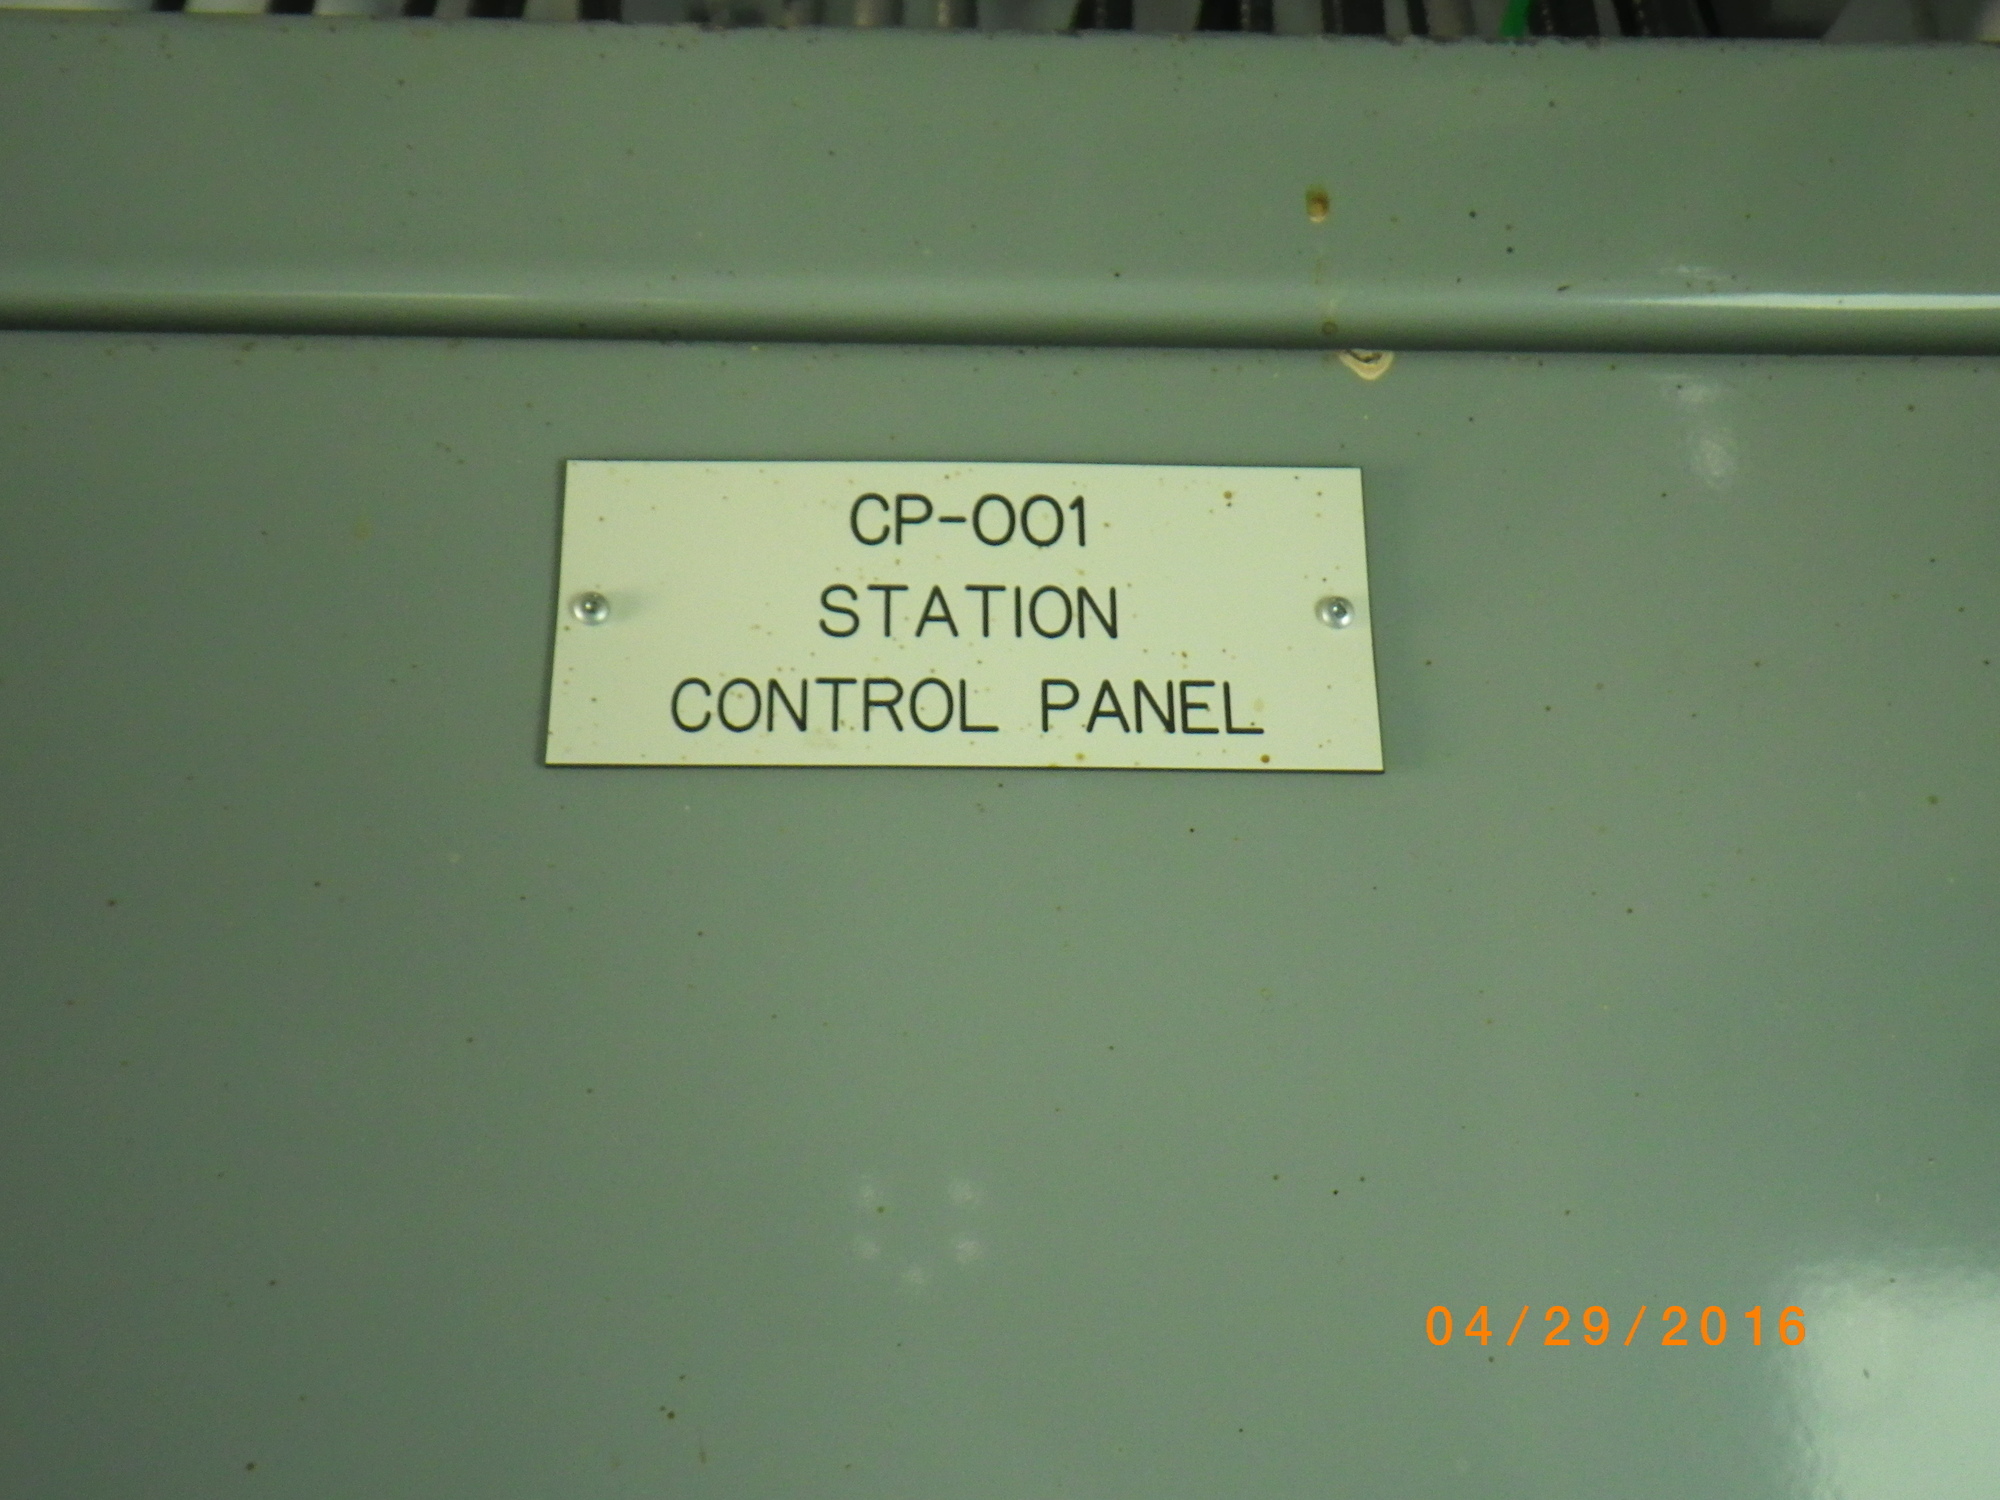 CP-001
STATION
CONTROL PANEL
04/29/2016